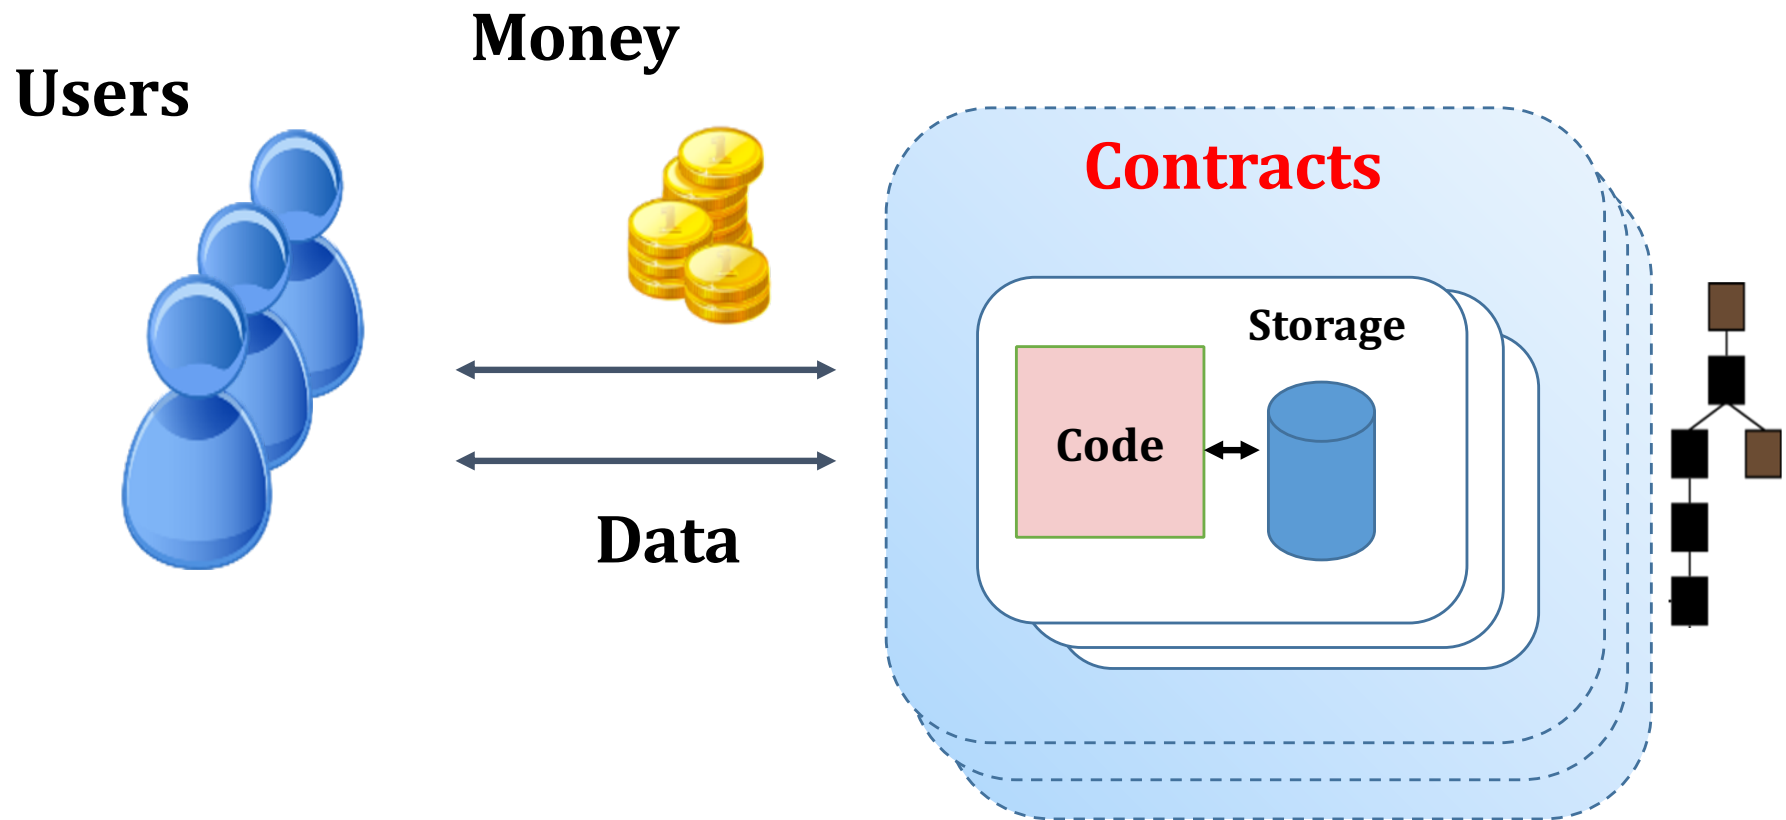 Money
Users
Contracts
Storage
Code
Data